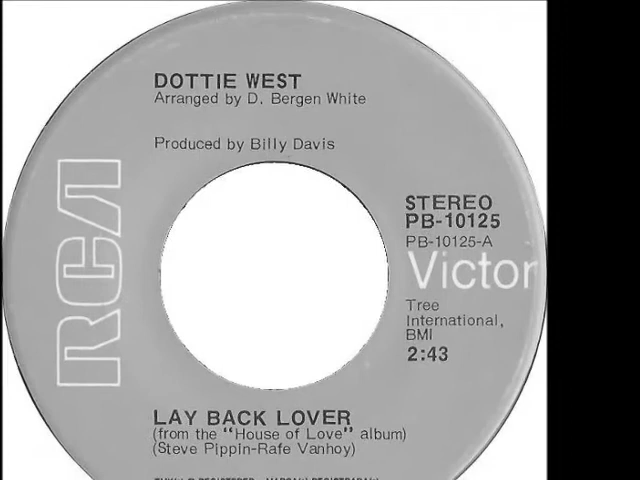 DOTTIE WEST
Arranged by D. Bergen White
Produced by Billy Davis
RCA
STEREO
PB-10125
PB-10125-A
Victor
Tree
International,
BMI
2:43
LAY BACK LOVER
(from the "House of Love" album)
(Steve Pippin-Rafe Vanhoy)